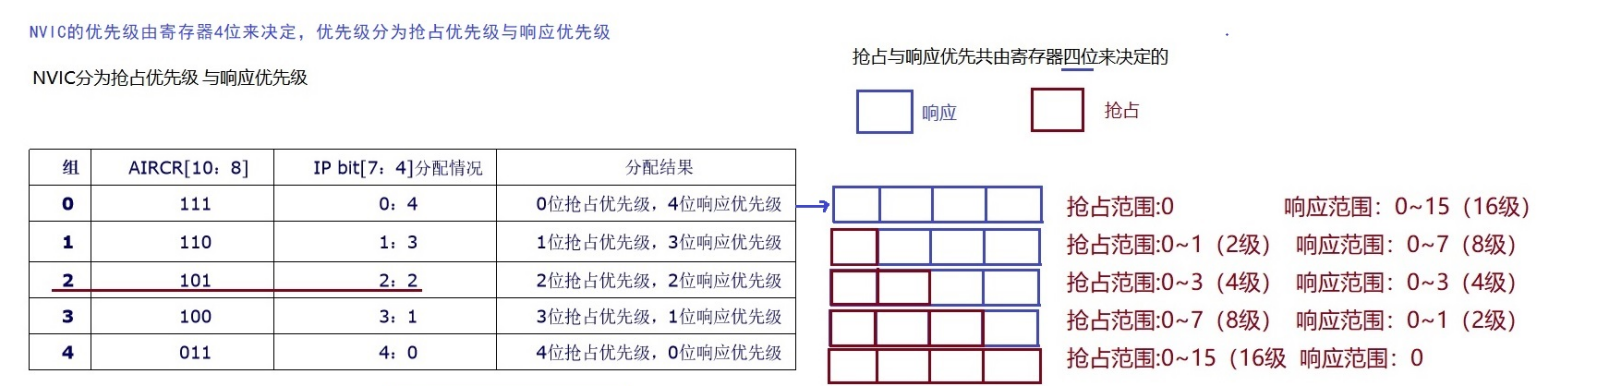 NVIC的优先级由寄存器4位来决定，优先级分为抢占优先级与响应优先级
NVIC分为抢占优先级 与响应优先级
抢占与响应优先共由寄存器四位来决定的
响应 抢占
组 AIRCR[10：8] IP bit[7：4]分配情况 分配结果
0 111 0：4 0位抢占优先级，4位响应优先级 抢占范围:0 响应范围：0~15（16级）
1 110 1：3 1位抢占优先级，3位响应优先级 抢占范围:0~1（2级） 响应范围：0~7（8级）
2 101 2：2 2位抢占优先级，2位响应优先级 抢占范围:0~3（4级） 响应范围：0~3（4级）
3 100 3：1 3位抢占优先级，1位响应优先级 抢占范围:0~7（8级） 响应范围：0~1（2级）
4 011 4：0 4位抢占优先级，0位响应优先级 抢占范围:0~15（16级 响应范围：0